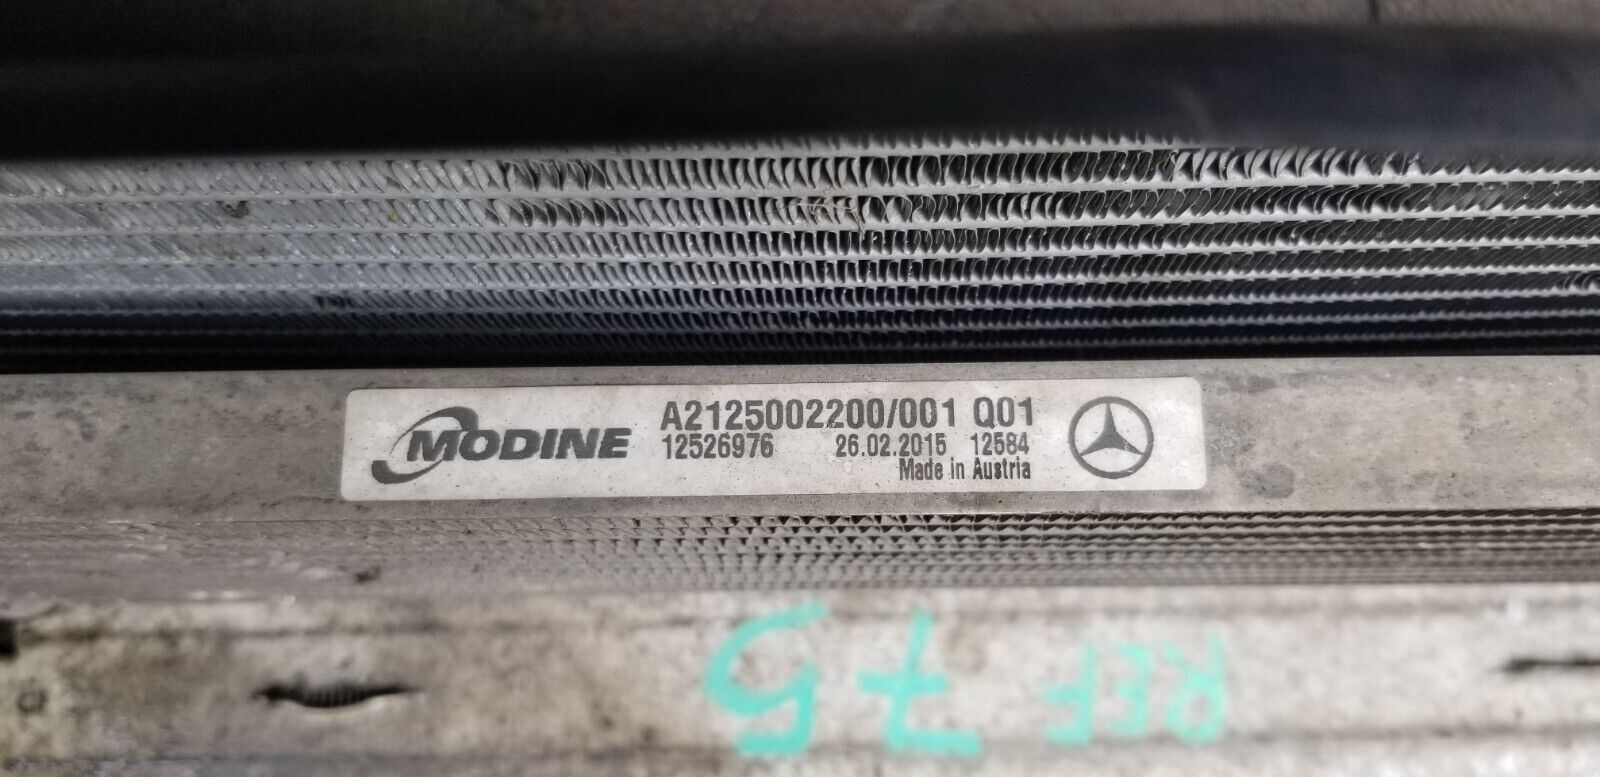 MODINE
A2125002200/001 Q01
12526976 26.02.2015 12584
Made in Austria
REF 75